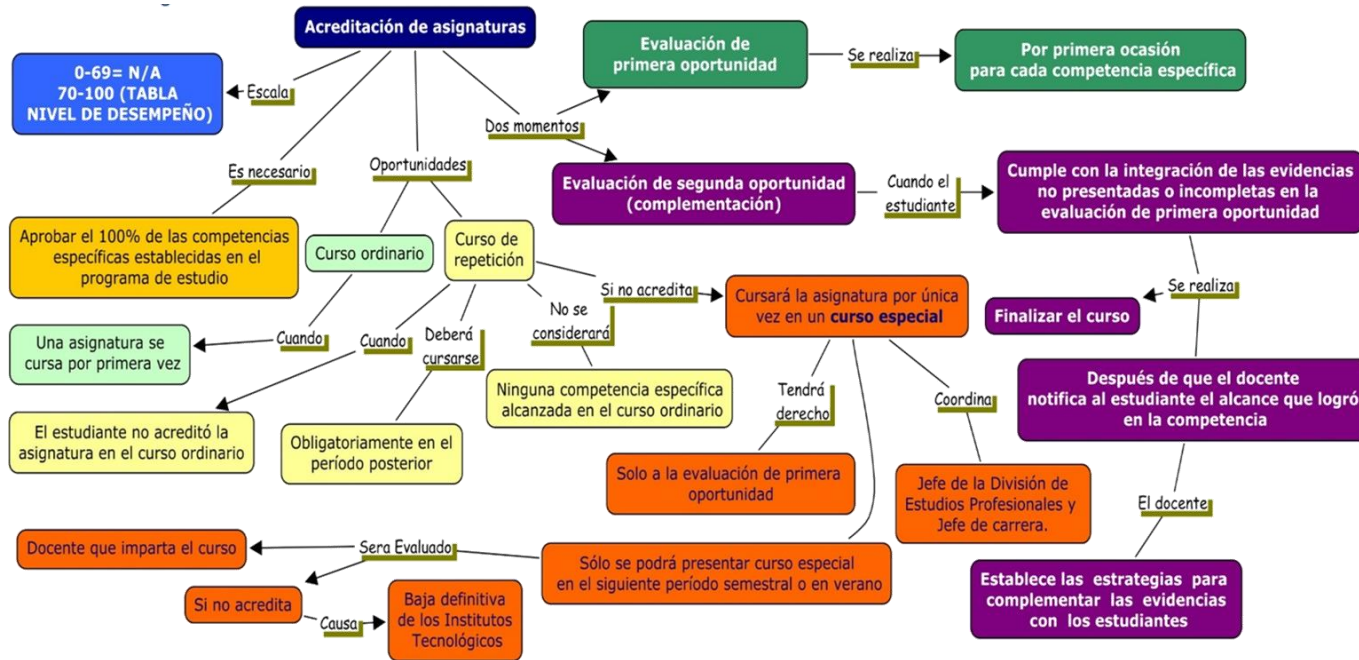 Acreditación de asignaturas
0-69= N/A
70-100 (TABLA
NIVEL DE DESEMPEÑO)
Escala
Es necesario
Aprobar el 100% de las competencias
específicas establecidas en el
programa de estudio
Oportunidades
Curso ordinario
Cuando
Una asignatura se
cursa por primera vez
Curso de
repetición
Cuando
El estudiante no acreditó la
asignatura en el curso ordinario
Deberá
cursarse
Obligatoriamente en el
período posterior
No se
considerará
Ninguna competencia específica
alcanzada en el curso ordinario
Si no acredita
Cursará la asignatura por única
vez en un curso especial
Tendrá
derecho
Solo a la evaluación de primera
oportunidad
Coordina
Jefe de la División de
Estudios Profesionales y
Jefe de carrera.
Sólo se podrá presentar curso especial
en el siguiente período semestral o en verano
Sera Evaluado
Docente que imparta el curso
Si no acredita
Causa
Baja definitiva
de los Institutos
Tecnológicos
Dos momentos
Evaluación de
primera oportunidad
Se realiza
Por primera ocasión
para cada competencia específica
Evaluación de segunda oportunidad
(complementación)
Cuando el
estudiante
Cumple con la integración de las evidencias
no presentadas o incompletas en la
evaluación de primera oportunidad
Se realiza
Finalizar el curso
Después de que el docente
notifica al estudiante el alcance que logró
en la competencia
El docente
Establece las estrategias para
complementar las evidencias
con los estudiantes